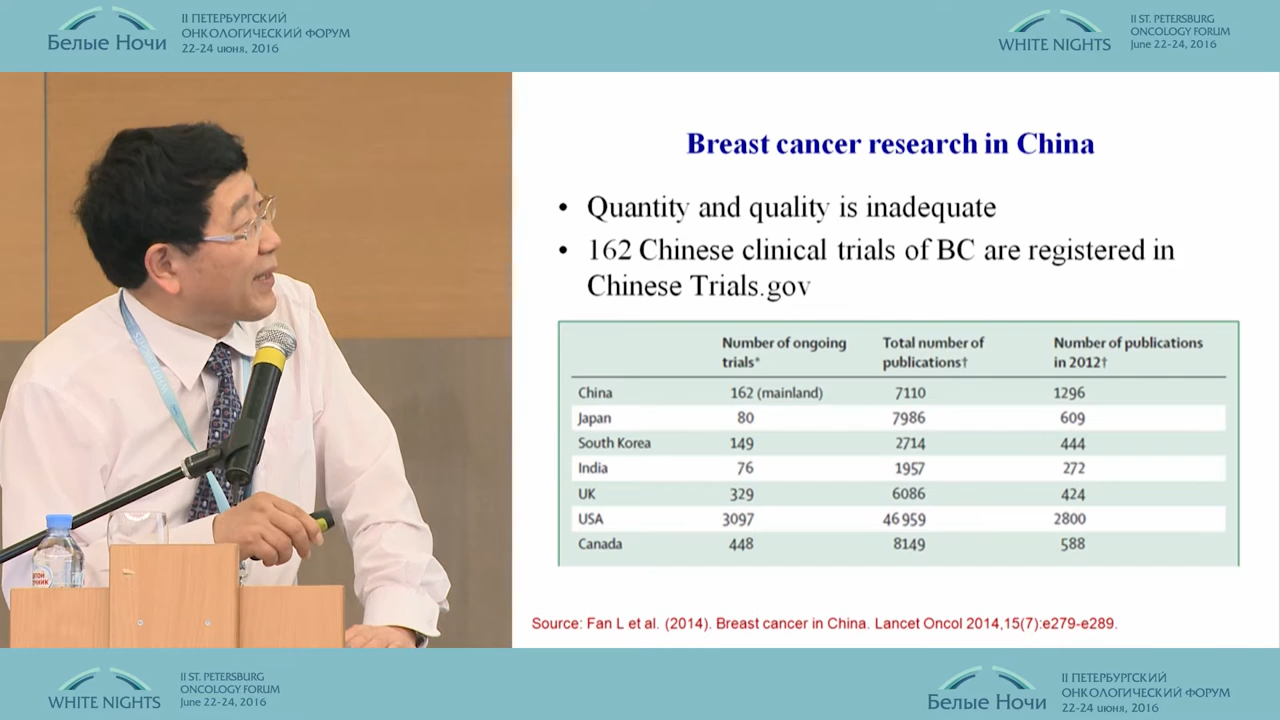 Белые Ночи
II ПЕТЕРБУРГСКИЙ
ОНКОЛОГИЧЕСКИЙ ФОРУМ
22-24 июня, 2016
WHITE NIGHTS
II ST. PETERSBURG
ONCOLOGY FORUM
June 22-24, 2016
Breast cancer research in China
• Quantity and quality is inadequate
• 162 Chinese clinical trials of BC are registered in
Chinese Trials.gov
Number of ongoing trials* Total number of publications† Number of publications in 2012†
China 162 (mainland) 7110 1296
Japan 80 7986 609
South Korea 149 2714 444
India 76 1957 272
UK 329 6086 424
USA 3097 46 959 2800
Canada 448 8149 588
Source: Fan L et al. (2014). Breast cancer in China. Lancet Oncol 2014,15(7):e279-e289.
WHITE NIGHTS
II ST. PETERSBURG
ONCOLOGY FORUM
June 22-24, 2016
Белые Ночи
II ПЕТЕРБУРГСКИЙ
ОНКОЛОГИЧЕСКИЙ ФОРУМ
22-24 июня, 2016